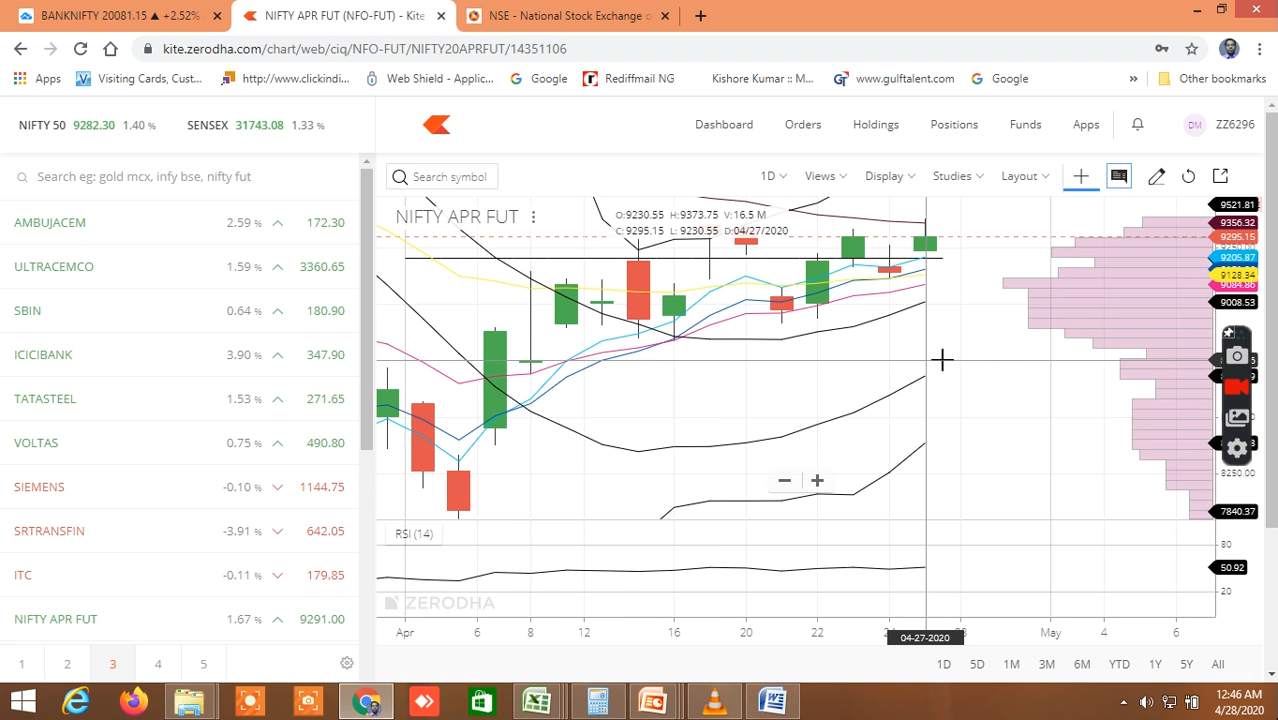 BANKNIFTY 20081.15 ▲ +2.52% ×
NIFTY APR FUT (NFO-FUT) - Kite ×
NSE - National Stock Exchange o ×
kite.zerodha.com/chart/web/ciq/NFO-FUT/NIFTY20APRFUT/14351106
Apps
Visiting Cards, Cust...
http://www.clickindi...
Web Shield - Applic...
Google
Rediffmail NG
Kishore Kumar :: M...
www.gulftalent.com
Google
»
Other bookmarks
NIFTY 50 9282.30 1.40 %
SENSEX 31743.08 1.33 %
Dashboard
Orders
Holdings
Positions
Funds
Apps
DM
ZZ6296
Search eg: gold mcx, infy bse, nifty fut
AMBUJACEM 2.59 % 172.30
ULTRACEMCO 1.59 % 3360.65
SBIN 0.64 % 180.90
ICICIBANK 3.90 % 347.90
TATASTEEL 1.53 % 271.65
VOLTAS 0.75 % 490.80
SIEMENS -0.10 % 1144.75
SRTRANSFIN -3.91 % 642.05
ITC -0.11 % 179.85
NIFTY APR FUT 1.67 % 9291.00
1 2 3 4 5
Search symbol
1D
Views
Display
Studies
Layout
NIFTY APR FUT
O:9230.55 H:9373.75 V:16.5 M
C:9295.15 L:9230.55 D:04/27/2020
9521.81
9356.32
9295.15
9205.87
9128.34
9084.86
9008.53
8250.00
7840.37
RSI (14)
80
50.92
20
ZERODHA
Apr 6 8 12 16 20 22 May 4 6
04-27-2020
1D 5D 1M 3M 6M YTD 1Y 5Y All
12:46 AM
4/28/2020